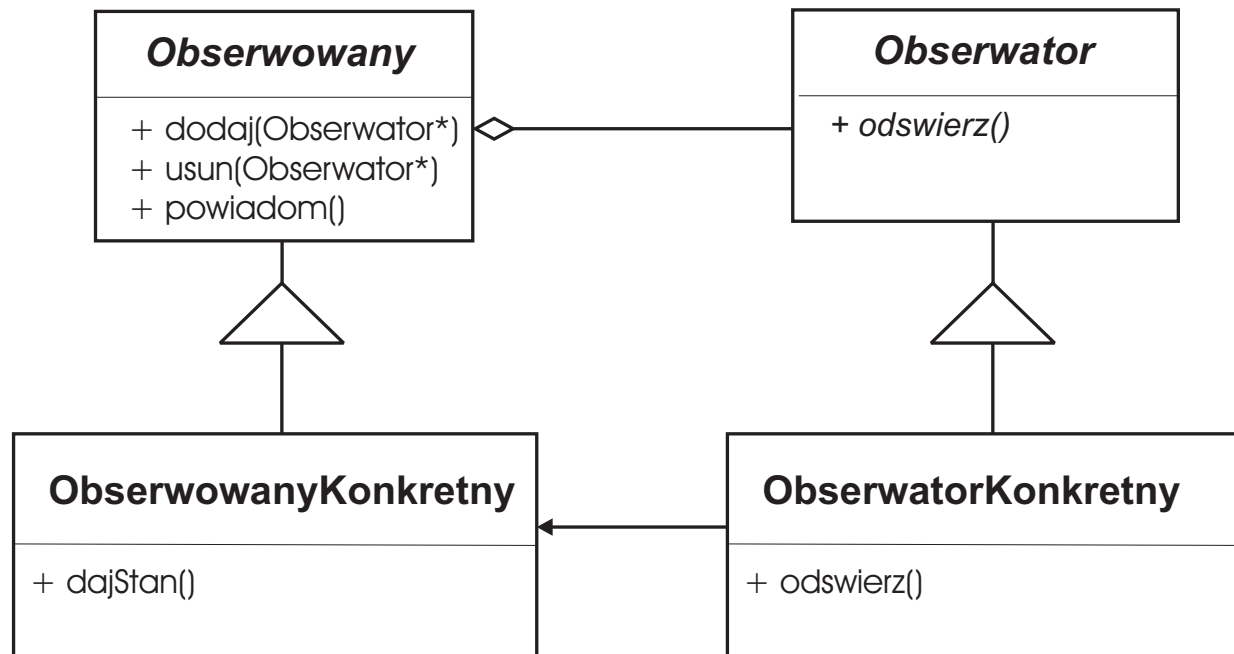 Obserwowany
+ dodaj(Obserwator*)
+ usun(Obserwator*)
+ powiadom()
Obserwator
+ odswierz()
ObserwowanyKonkretny
+ dajStan()
ObserwatorKonkretny
+ odswierz()